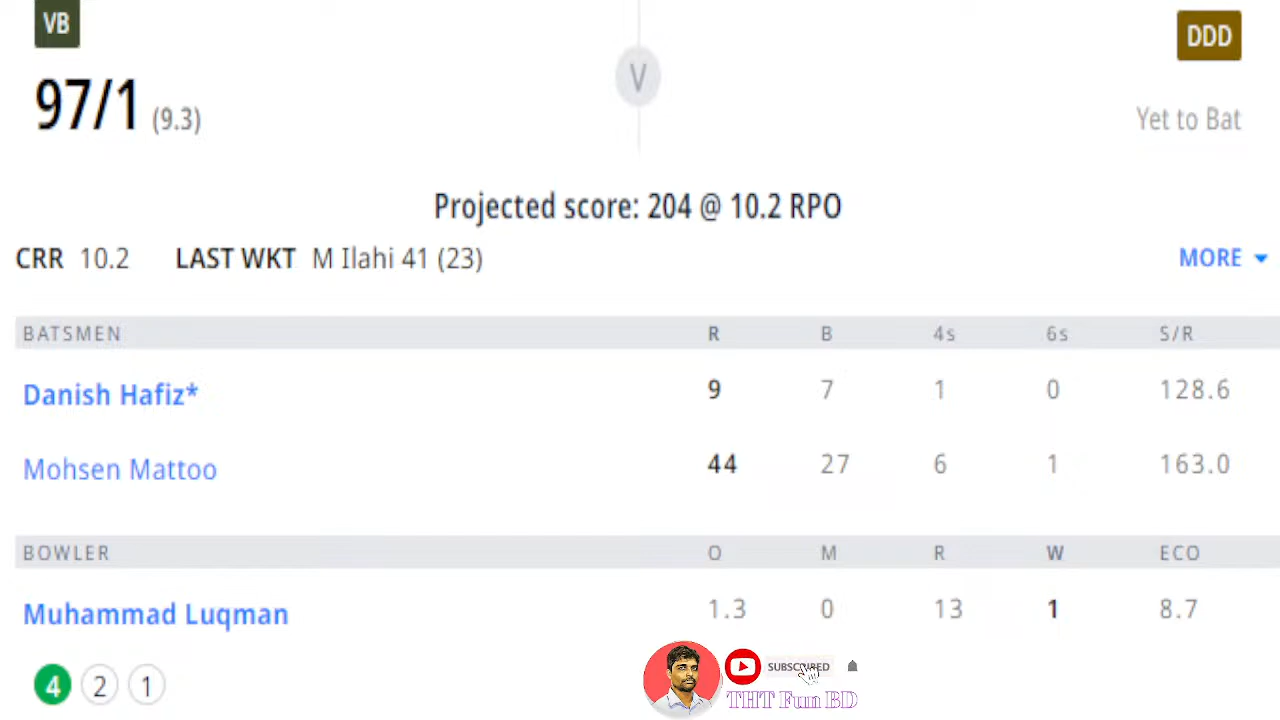 VB
DDD
97/1 (9.3)
V
Yet to Bat
Projected score: 204 @ 10.2 RPO
CRR 10.2 LAST WKT M Ilahi 41 (23)
MORE
BATSMEN R B 4s 6s S/R
Danish Hafiz* 9 7 1 0 128.6
Mohsen Mattoo 44 27 6 1 163.0
BOWLER O M R W ECO
Muhammad Luqman 1.3 0 13 1 8.7
4 2 1
SUBSCRIBED
THT Fun BD